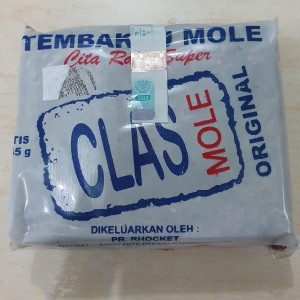 TEMBAKAU MOLE
Cita Rasa Super
CLAS
MOLE
ORIGINAL
DIKELUARKAN OLEH :
PR. RHOCKET